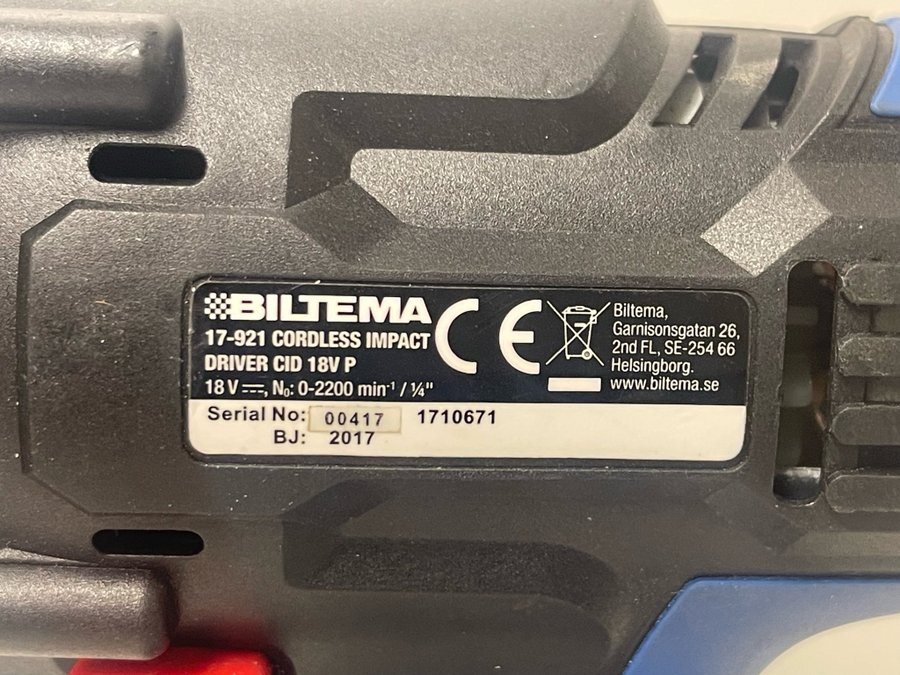 BILTEMA
17-921 CORDLESS IMPACT
DRIVER CID 18V P
18 V ⎓, N₀: 0-2200 min⁻¹ / ¼"
CE
Biltema,
Garnisonsgatan 26,
2nd FL, SE-254 66
Helsingborg.
www.biltema.se
Serial No: 00417 1710671
BJ: 2017